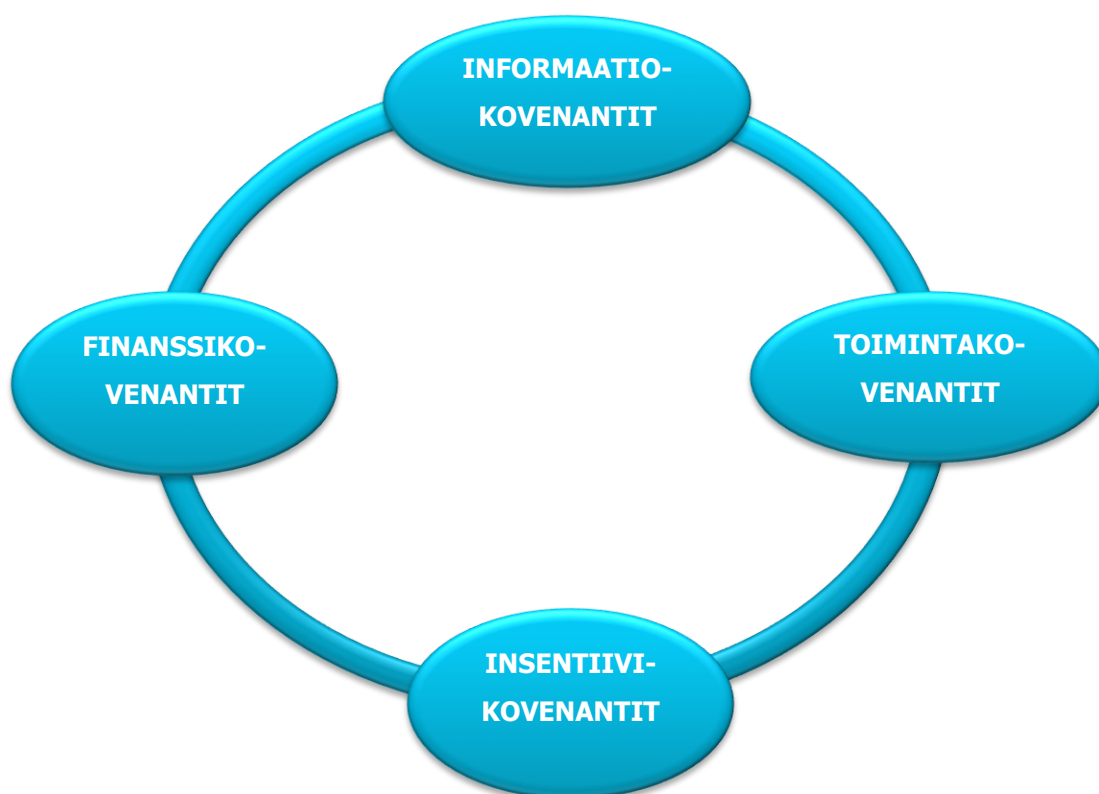 INFORMAATIO-
KOVENANTIT
FINANSSIKO-
VENANTIT
TOIMINTAKO-
VENANTIT
INSENTIIVI-
KOVENANTIT